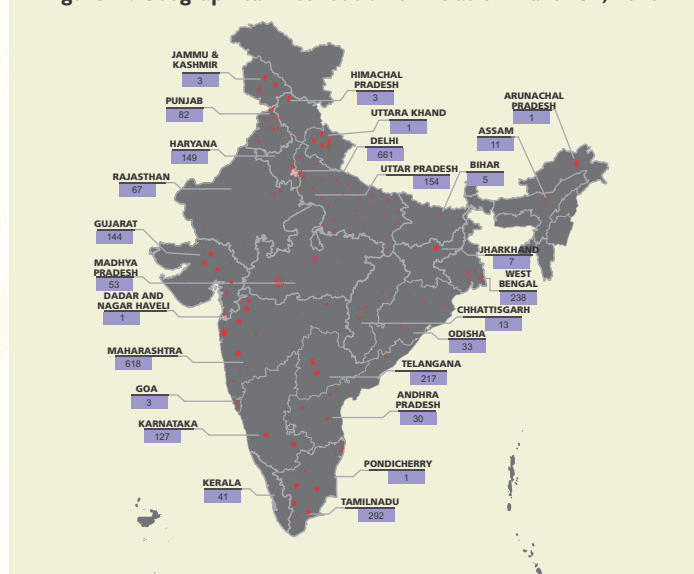 JAMMU &
KASHMIR
3
HIMACHAL
PRADESH
3
PUNJAB
82
ARUNACHAL
PRADESH
1
UTTARA KHAND
1
ASSAM
11
HARYANA
149
DELHI
661
UTTAR PRADESH
154
BIHAR
5
RAJASTHAN
67
GUJARAT
144
JHARKHAND
7
MADHYA
PRADESH
53
WEST
BENGAL
238
DADAR AND
NAGAR HAVELI
1
CHHATTISGARH
13
ODISHA
33
MAHARASHTRA
618
TELANGANA
217
GOA
3
ANDHRA
PRADESH
30
KARNATAKA
127
PONDICHERRY
1
KERALA
41
TAMILNADU
292